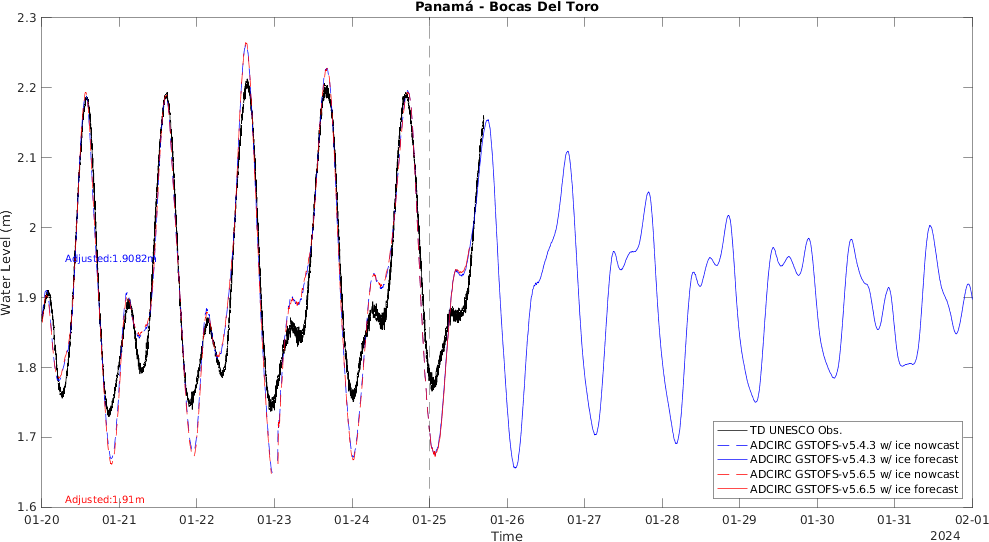 Panamá - Bocas Del Toro
2.3
2.2
2.1
2
1.9
1.8
1.7
1.6
Water Level (m)
Adjusted:1.9082m
Adjusted:1.91m
TD UNESCO Obs.
ADCIRC GSTOFS-v5.4.3 w/ ice nowcast
ADCIRC GSTOFS-v5.4.3 w/ ice forecast
ADCIRC GSTOFS-v5.6.5 w/ ice nowcast
ADCIRC GSTOFS-v5.6.5 w/ ice forecast
01-20 01-21 01-22 01-23 01-24 01-25 01-26 01-27 01-28 01-29 01-30 01-31 02-01
Time
2024